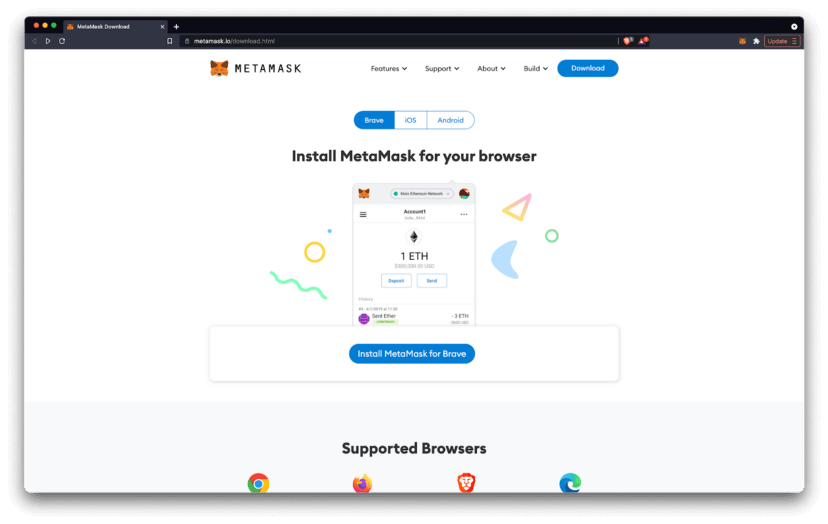 MetaMask Download
metamask.io/download.html
Update
METAMASK
Features
Support
About
Build
Download
Brave
iOS
Android
Install MetaMask for your browser
Main Ethereum Network
Account1
1 ETH
Deposit
Send
History
Sent Ether
- 3 ETH
Install MetaMask for Brave
Supported Browsers